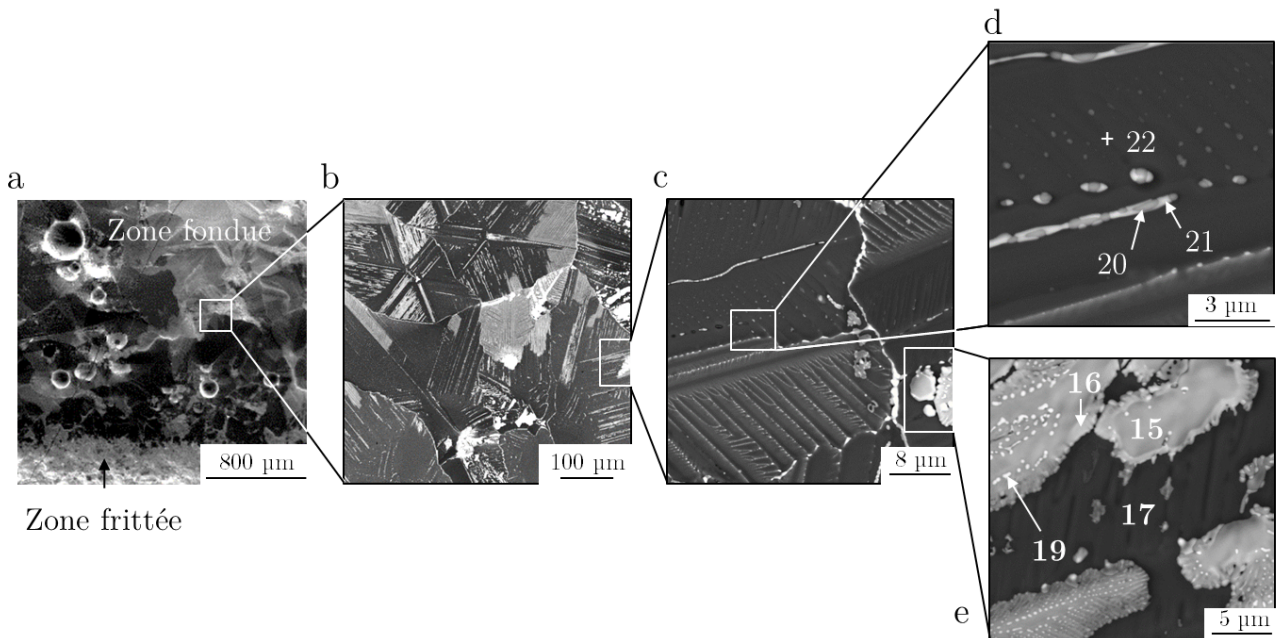 a
Zone fondue
800 µm
Zone frittée
b
100 µm
c
8 µm
d
+ 22
20
21
3 µm
16
15
17
19
e
5 µm